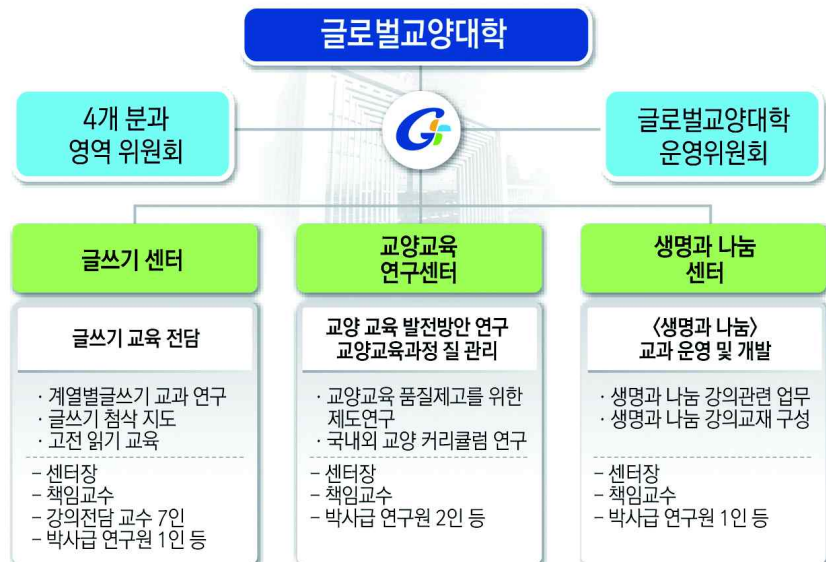 글로벌교양대학
4개 분과
영역 위원회
G
글로벌교양대학
운영위원회
글쓰기 센터
글쓰기 교육 전담
· 계열별글쓰기 교과 연구
· 글쓰기 첨삭 지도
· 고전 읽기 교육
– 센터장
– 책임교수
– 강의전담 교수 7인
– 박사급 연구원 1인 등
교양교육
연구센터
교양 교육 발전방안 연구
교양교육과정 질 관리
· 교양교육 품질제고를 위한
제도연구
· 국내외 교양 커리큘럼 연구
– 센터장
– 책임교수
– 박사급 연구원 2인 등
생명과 나눔
센터
〈생명과 나눔〉
교과 운영 및 개발
· 생명과 나눔 강의관련 업무
· 생명과 나눔 강의교재 구성
– 센터장
– 책임교수
– 박사급 연구원 1인 등